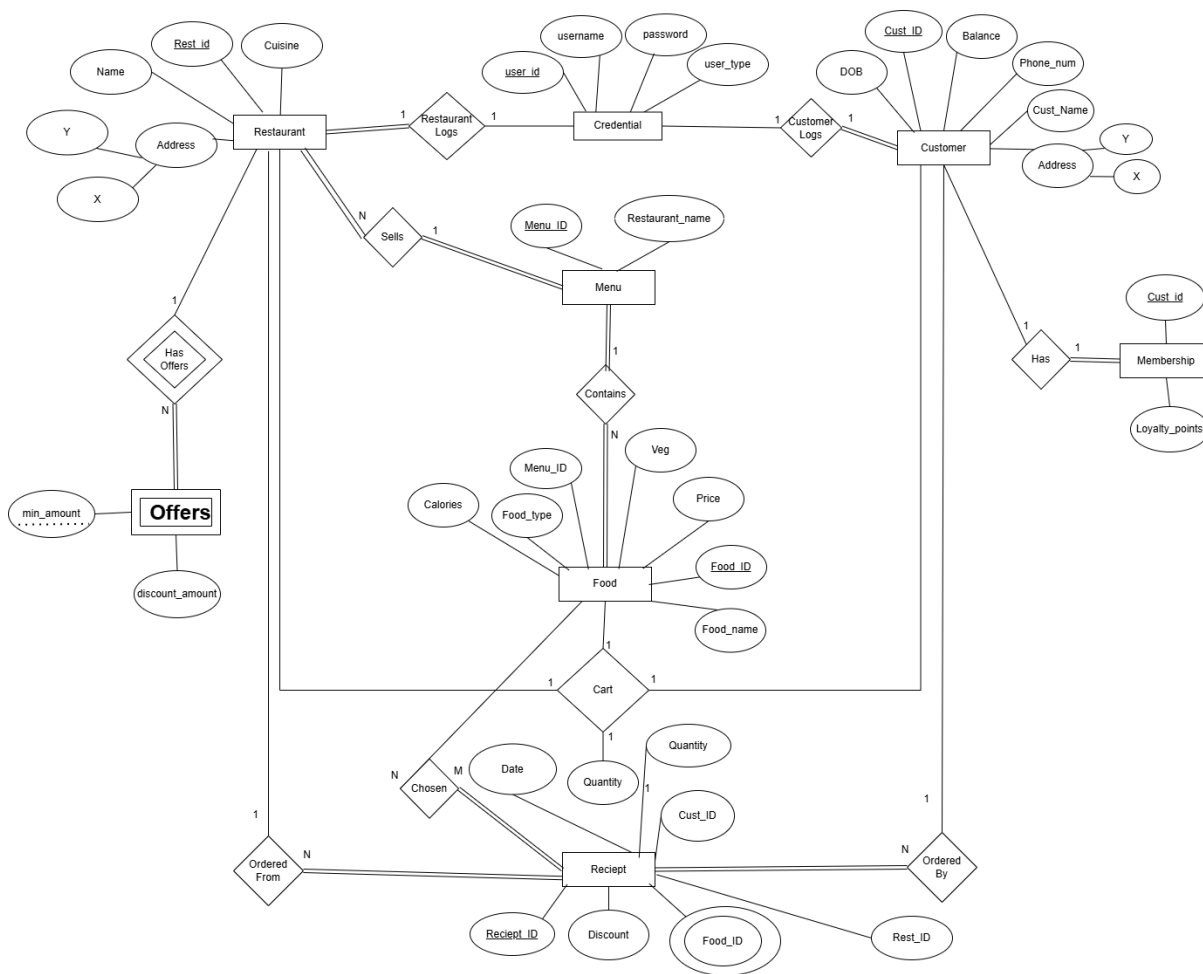 Rest_id
Cuisine
Name
Y
Address
X
Restaurant
1
Restaurant
Logs
1
username
password
user_id
user_type
Credential
1
Customer
Logs
1
Cust_ID
Balance
DOB
Phone_num
Cust_Name
Customer
Y
Address
X
N
Sells
1
Menu_ID
Restaurant_name
Menu
1
Has
Offers
N
1
Has
1
Cust_id
Membership
Loyalty_points
1
Contains
N
min_amount
Offers
discount_amount
Calories
Food_type
Menu_ID
Veg
Price
Food_ID
Food
Food_name
1
1
Cart
1
1
Quantity
N
Chosen
M
Date
Quantity
1
Cust_ID
1
Ordered
From
N
Reciept
N
1
Ordered
By
Reciept_ID
Discount
Food_ID
Rest_ID